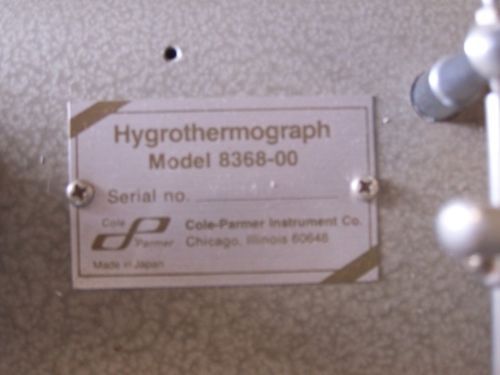 Hygrothermograph
Model 8368-00
Serial no.
Cole
Parmer
Cole-Parmer Instrument Co.
Chicago, Illinois 60648
Made in Japan